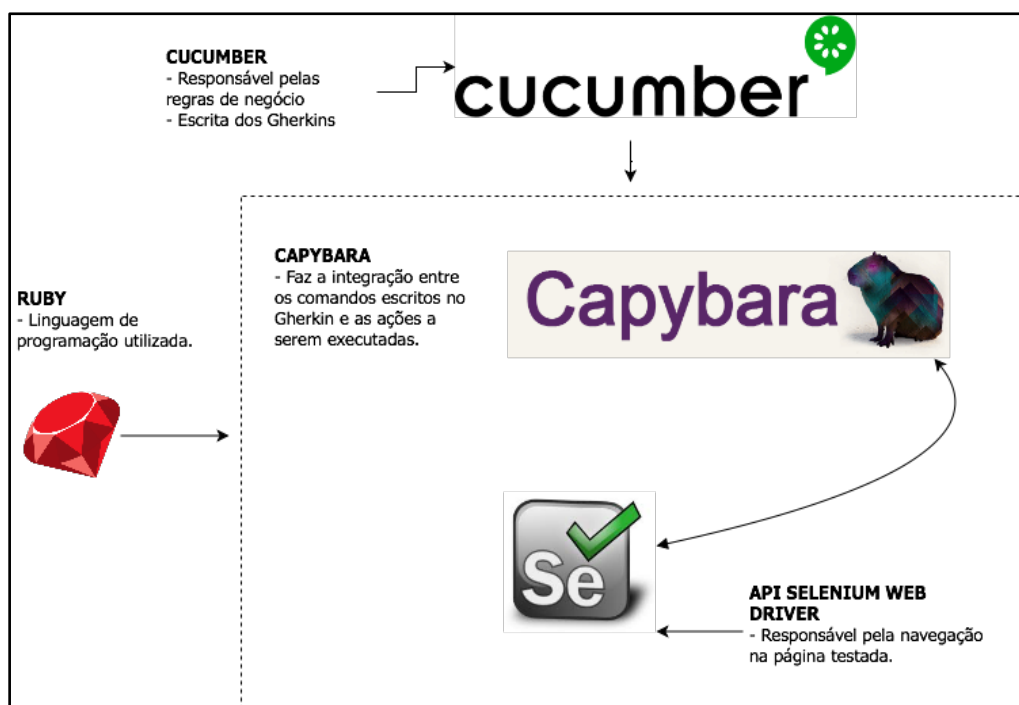 CUCUMBER
- Responsável pelas
regras de negócio
- Escrita dos Gherkins
cucumber
CAPYBARA
- Faz a integração entre
os comandos escritos no
Gherkin e as ações a
serem executadas.
Capybara
RUBY
- Linguagem de
programação utilizada.
Se
API SELENIUM WEB
DRIVER
- Responsável pela navegação
na página testada.